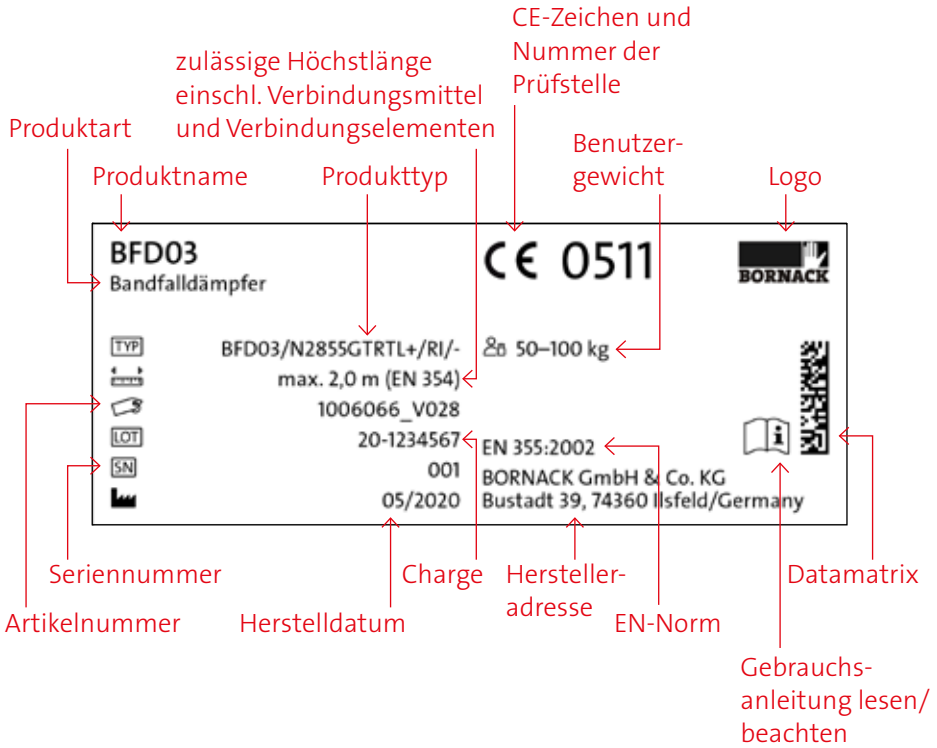 CE-Zeichen und
Nummer der
Prüfstelle
zulässige Höchstlänge
einschl. Verbindungsmittel
und Verbindungselementen
Produktart
Benutzer-
gewicht
Produktname
Produkttyp
Logo
BFD03
Bandfalldämpfer
CE 0511
BORNACK
TYP
BFD03/N2855GTRTL+/RI/-
50–100 kg
max. 2,0 m (EN 354)
1006066_V028
LOT
20-1234567
EN 355:2002
SN
001
BORNACK GmbH & Co. KG
05/2020
Bustadt 39, 74360 Ilsfeld/Germany
i
Seriennummer
Charge
Hersteller-
adresse
Datamatrix
Artikelnummer
Herstelldatum
EN-Norm
Gebrauchs-
anleitung lesen/
beachten